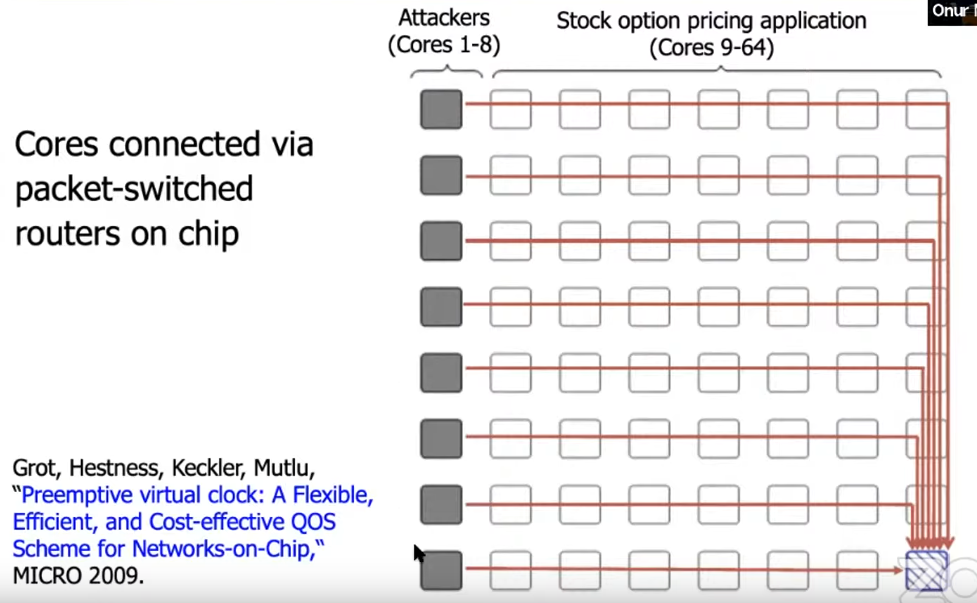 Onur
Attackers
(Cores 1-8)
Stock option pricing application
(Cores 9-64)
Cores connected via
packet-switched
routers on chip
Grot, Hestness, Keckler, Mutlu,
“Preemptive virtual clock: A Flexible,
Efficient, and Cost-effective QOS
Scheme for Networks-on-Chip,“
MICRO 2009.